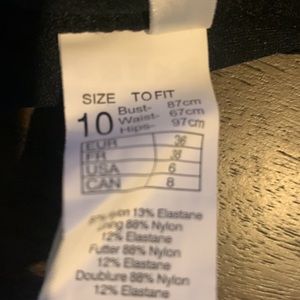 SIZE TO FIT
10 Bust- 87cm
Waist- 67cm
Hips- 97cm
EUR 36
FR 38
USA 6
CAN 8
13% Elastane
88% Nylon
12% Elastane
Futter 88% Nylon
12% Elastane
Doublure 88% Nylon
12% Elastane